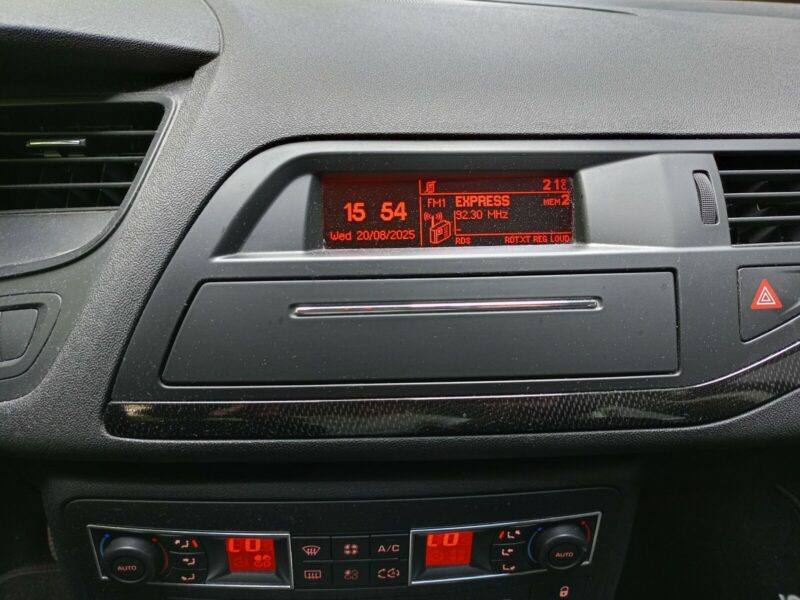 21°C
15 54
FM1 EXPRESS MEM2
92.30 MHz
Wed 20/08/2025
RDS RDTXT REG LOUD
LO
A/C
LO
AUTO
AUTO